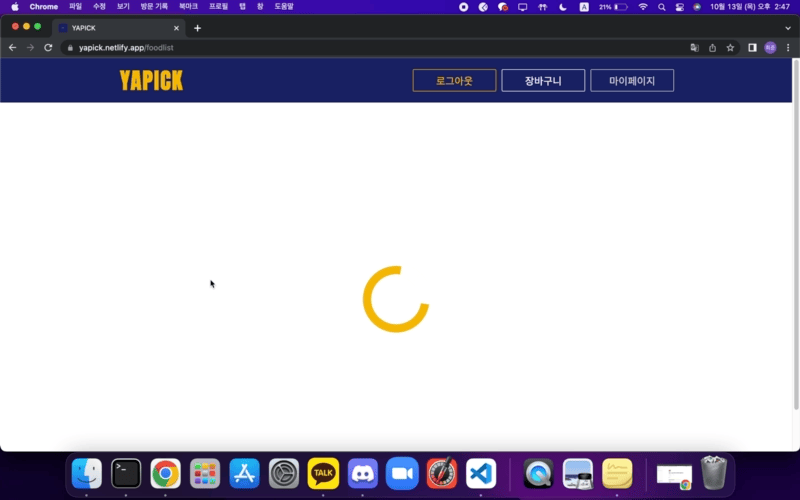 Chrome 파일 수정 보기 방문 기록 북마크 프로필 탭 창 도움말 A 21% 10월 13일 (목) 오후 2:47
YAPICK
yapick.netlify.app/foodlist
YAPICK 로그아웃 장바구니 마이페이지
TALK